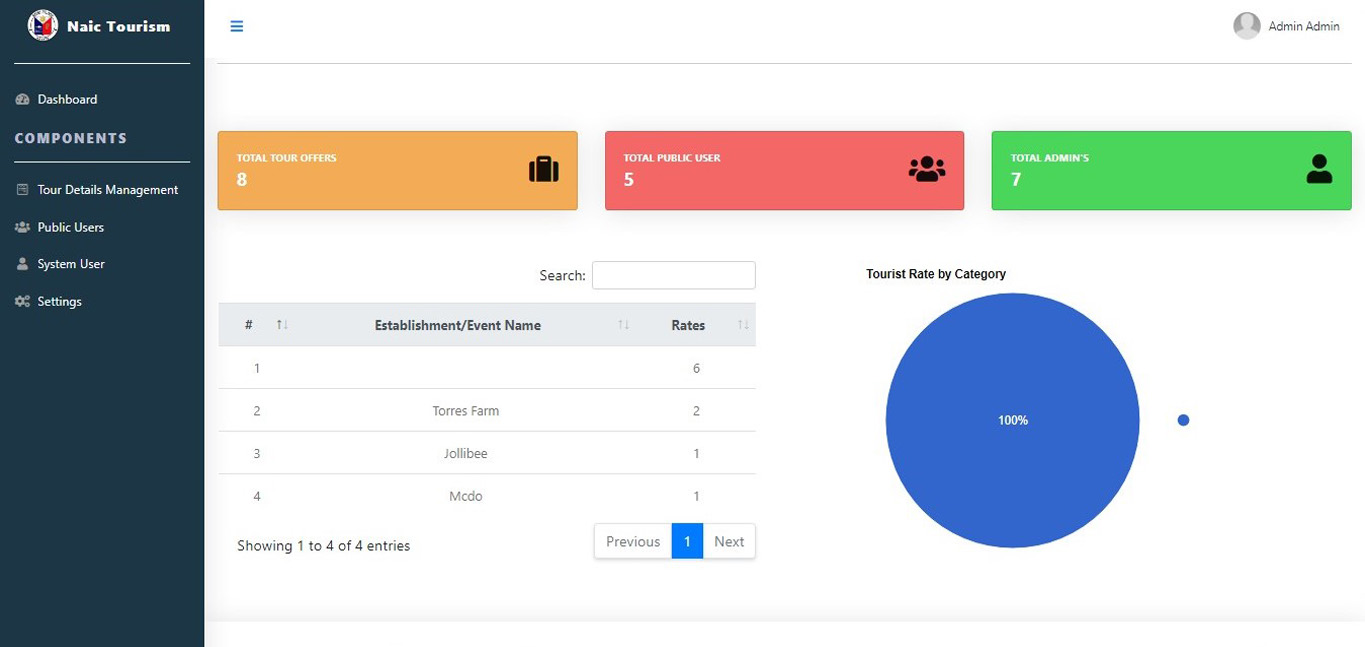 Naic Tourism
Admin Admin
Dashboard
COMPONENTS
Tour Details Management
Public Users
System User
Settings
TOTAL TOUR OFFERS
8
TOTAL PUBLIC USER
5
TOTAL ADMIN'S
7
Search:
# Establishment/Event Name Rates
1 6
2 Torres Farm 2
3 Jollibee 1
4 Mcdo 1
Showing 1 to 4 of 4 entries
Previous 1 Next
Tourist Rate by Category
100%